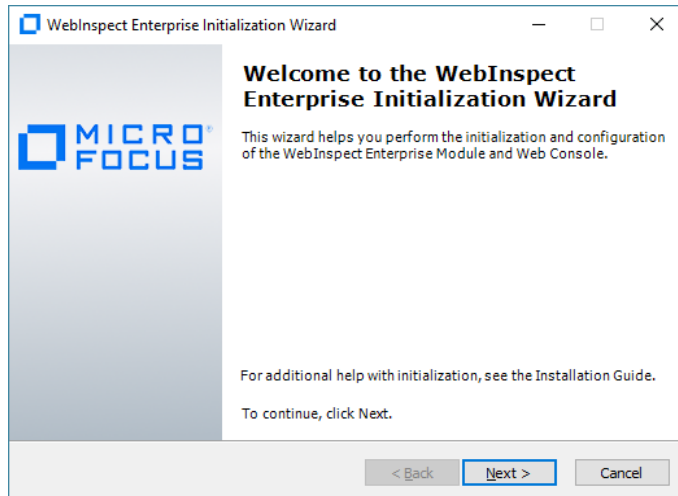 WebInspect Enterprise Initialization Wizard
MICRO®
FOCUS
Welcome to the WebInspect
Enterprise Initialization Wizard
This wizard helps you perform the initialization and configuration
of the WebInspect Enterprise Module and Web Console.
For additional help with initialization, see the Installation Guide.
To continue, click Next.
< Back
Next >
Cancel